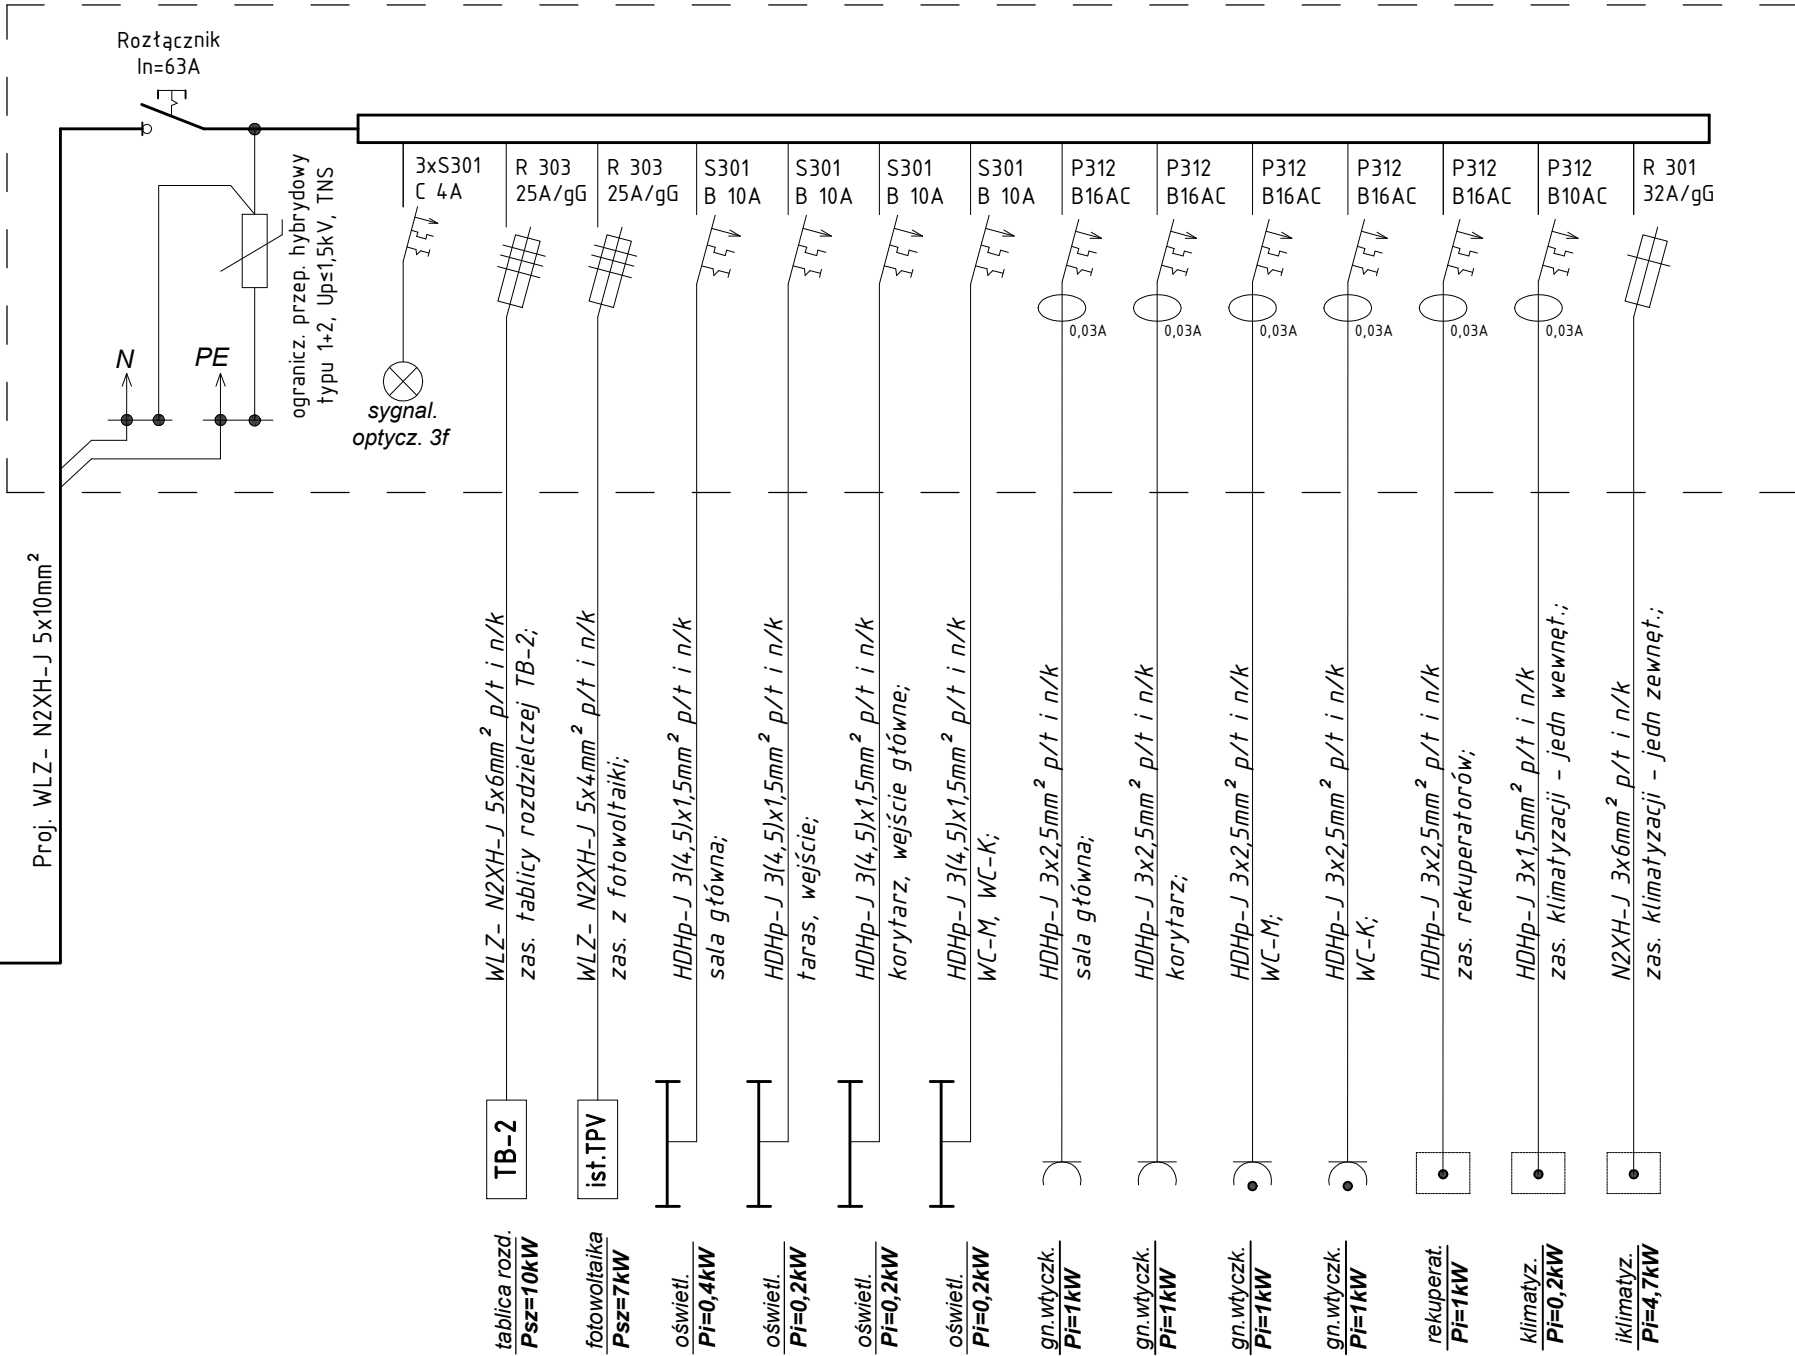 Rozłącznik
In=63A
ogranicz. przep. hybrydowy
typu 1+2, Up≤1,5kV, TNS
N
PE
3xS301
C 4A
sygnal.
optycz. 3f
R 303
25A/gG
R 303
25A/gG
S301
B 10A
S301
B 10A
S301
B 10A
S301
B 10A
P312
B16AC
P312
B16AC
P312
B16AC
P312
B16AC
P312
B16AC
P312
B10AC
R 301
32A/gG
0,03A
0,03A
0,03A
0,03A
0,03A
0,03A
Proj. WLZ- N2XH-J 5x10mm²
WLZ- N2XH-J 5x6mm² p/t i n/k
zas. tablicy rozdzielczej TB-2;
WLZ- N2XH-J 5x4mm² p/t i n/k
zas. z fotowoltaiki;
HDHp-J 3(4,5)x1,5mm² p/t i n/k
sala główna;
HDHp-J 3(4,5)x1,5mm² p/t i n/k
taras, wejście;
HDHp-J 3(4,5)x1,5mm² p/t i n/k
korytarz, wejście główne;
HDHp-J 3(4,5)x1,5mm² p/t i n/k
WC-M, WC-K;
HDHp-J 3x2,5mm² p/t i n/k
sala główna;
HDHp-J 3x2,5mm² p/t i n/k
korytarz;
HDHp-J 3x2,5mm² p/t i n/k
WC-M;
HDHp-J 3x2,5mm² p/t i n/k
WC-K;
HDHp-J 3x2,5mm² p/t i n/k
zas. rekuperatorów;
HDHp-J 3x1,5mm² p/t i n/k
zas. klimatyzacji - jedn wewnęt.;
N2XH-J 3x6mm² p/t i n/k
zas. klimatyzacji - jedn zewnęt.;
TB-2
ist.TPV
tablica rozd.
Psz=10kW
fotowoltaika
Psz=7kW
oświetl.
Pi=0,4kW
oświetl.
Pi=0,2kW
oświetl.
Pi=0,2kW
oświetl.
Pi=0,2kW
gn.wtyczk.
Pi=1kW
gn.wtyczk.
Pi=1kW
gn.wtyczk.
Pi=1kW
gn.wtyczk.
Pi=1kW
rekuperat.
Pi=1kW
klimatyz.
Pi=0,2kW
iklimatyz.
Pi=4,7kW